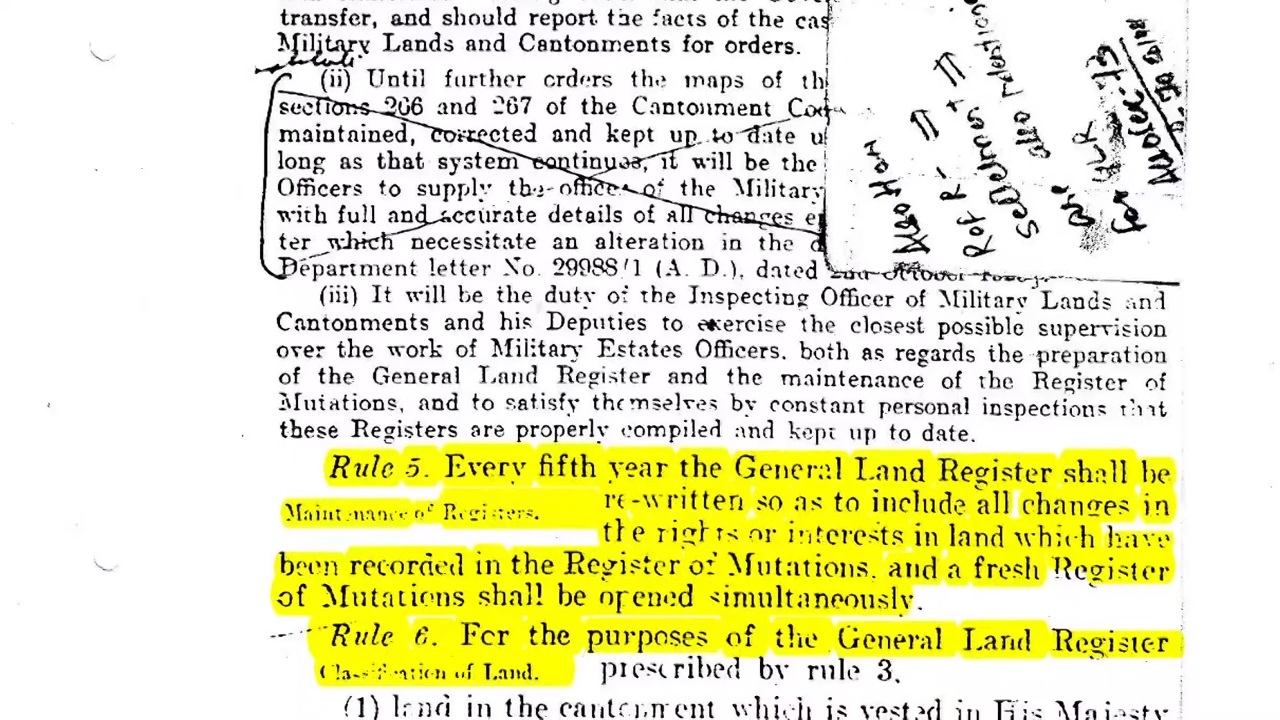 transfer, and should report the facts of the cas
Military Lands and Cantonments for orders.
(ii) Until further orders the maps of th
sections 266 and 267 of the Cantonment Cod
maintained, corrected and kept up to date u
long as that system continues, it will be the
Officers to supply the office of the Military
with full and accurate details of all changes e
ter which necessitate an alteration in the
Department letter No. 29988/1 (A. D.), dated 2nd October
(iii) It will be the duty of the Inspecting Officer of Military Lands and
Cantonments and his Deputies to exercise the closest possible supervision
over the work of Military Estates Officers, both as regards the preparation
of the General Land Register and the maintenance of the Register of
Mutations, and to satisfy themselves by constant personal inspections that
these Registers are properly compiled and kept up to date.
Rule 5. Every fifth year the General Land Register shall be
Maintenance of Registers. re-written so as to include all changes in
the rights or interests in land which have
been recorded in the Register of Mutations, and a fresh Register
of Mutations shall be opened simultaneously.
Rule 6. For the purposes of the General Land Register
Classification of Land. prescribed by rule 3,
(1) land in the cantonment which is vested in His Majesty
also
for